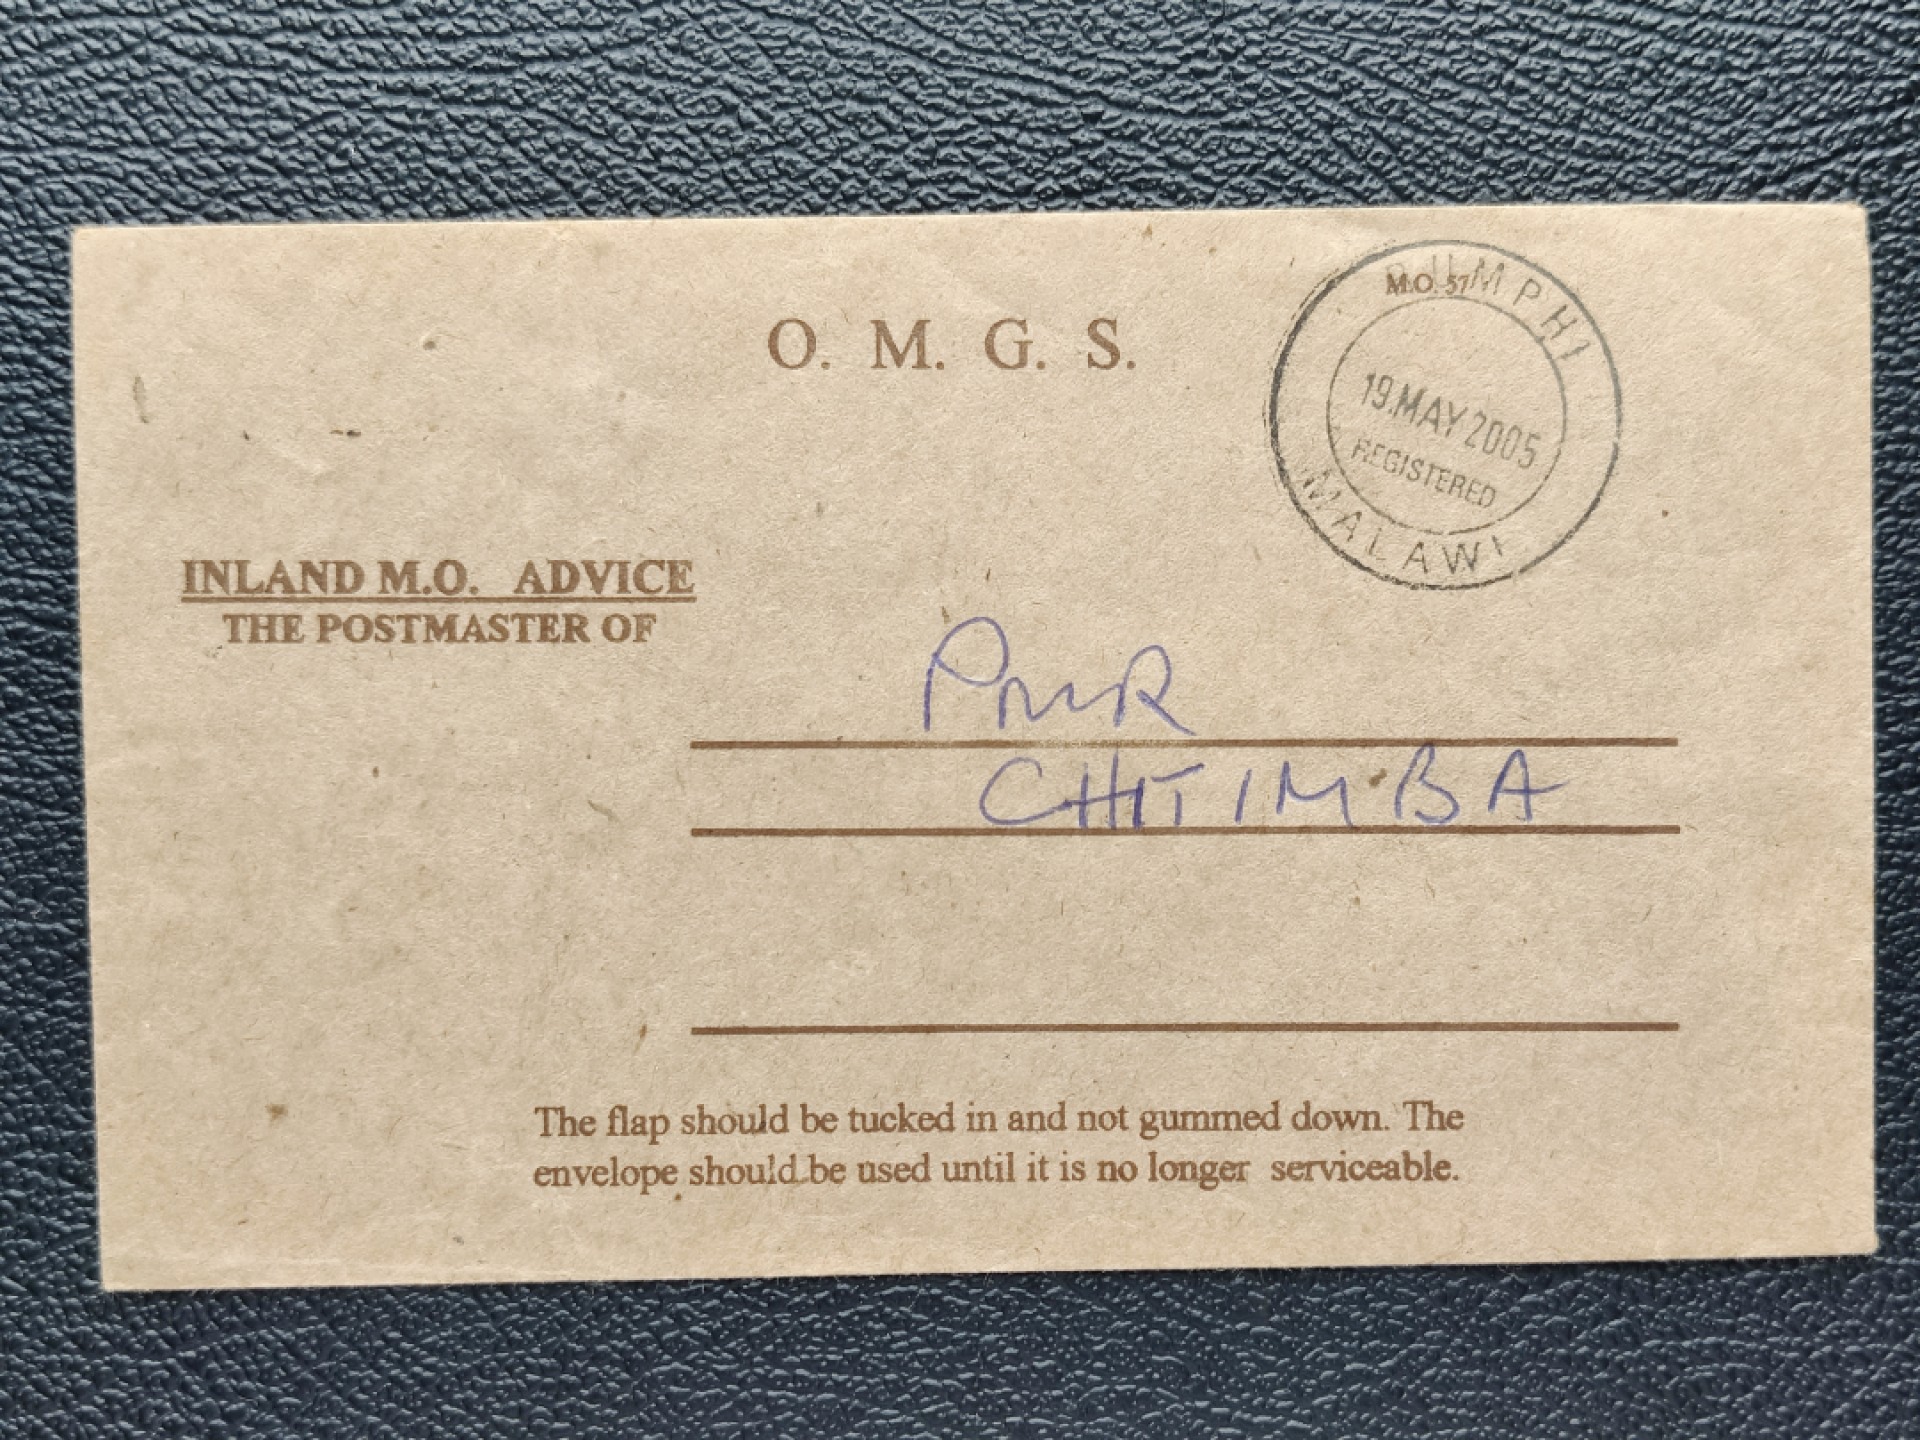 M.O. 57
O. M. G. S.
RUMPHI
19.MAY 2005
REGISTERED
MALAWI
INLAND M.O. ADVICE
THE POSTMASTER OF
PMR
CHITIMBA
The flap should be tucked in and not gummed down. The
envelope should be used until it is no longer serviceable.